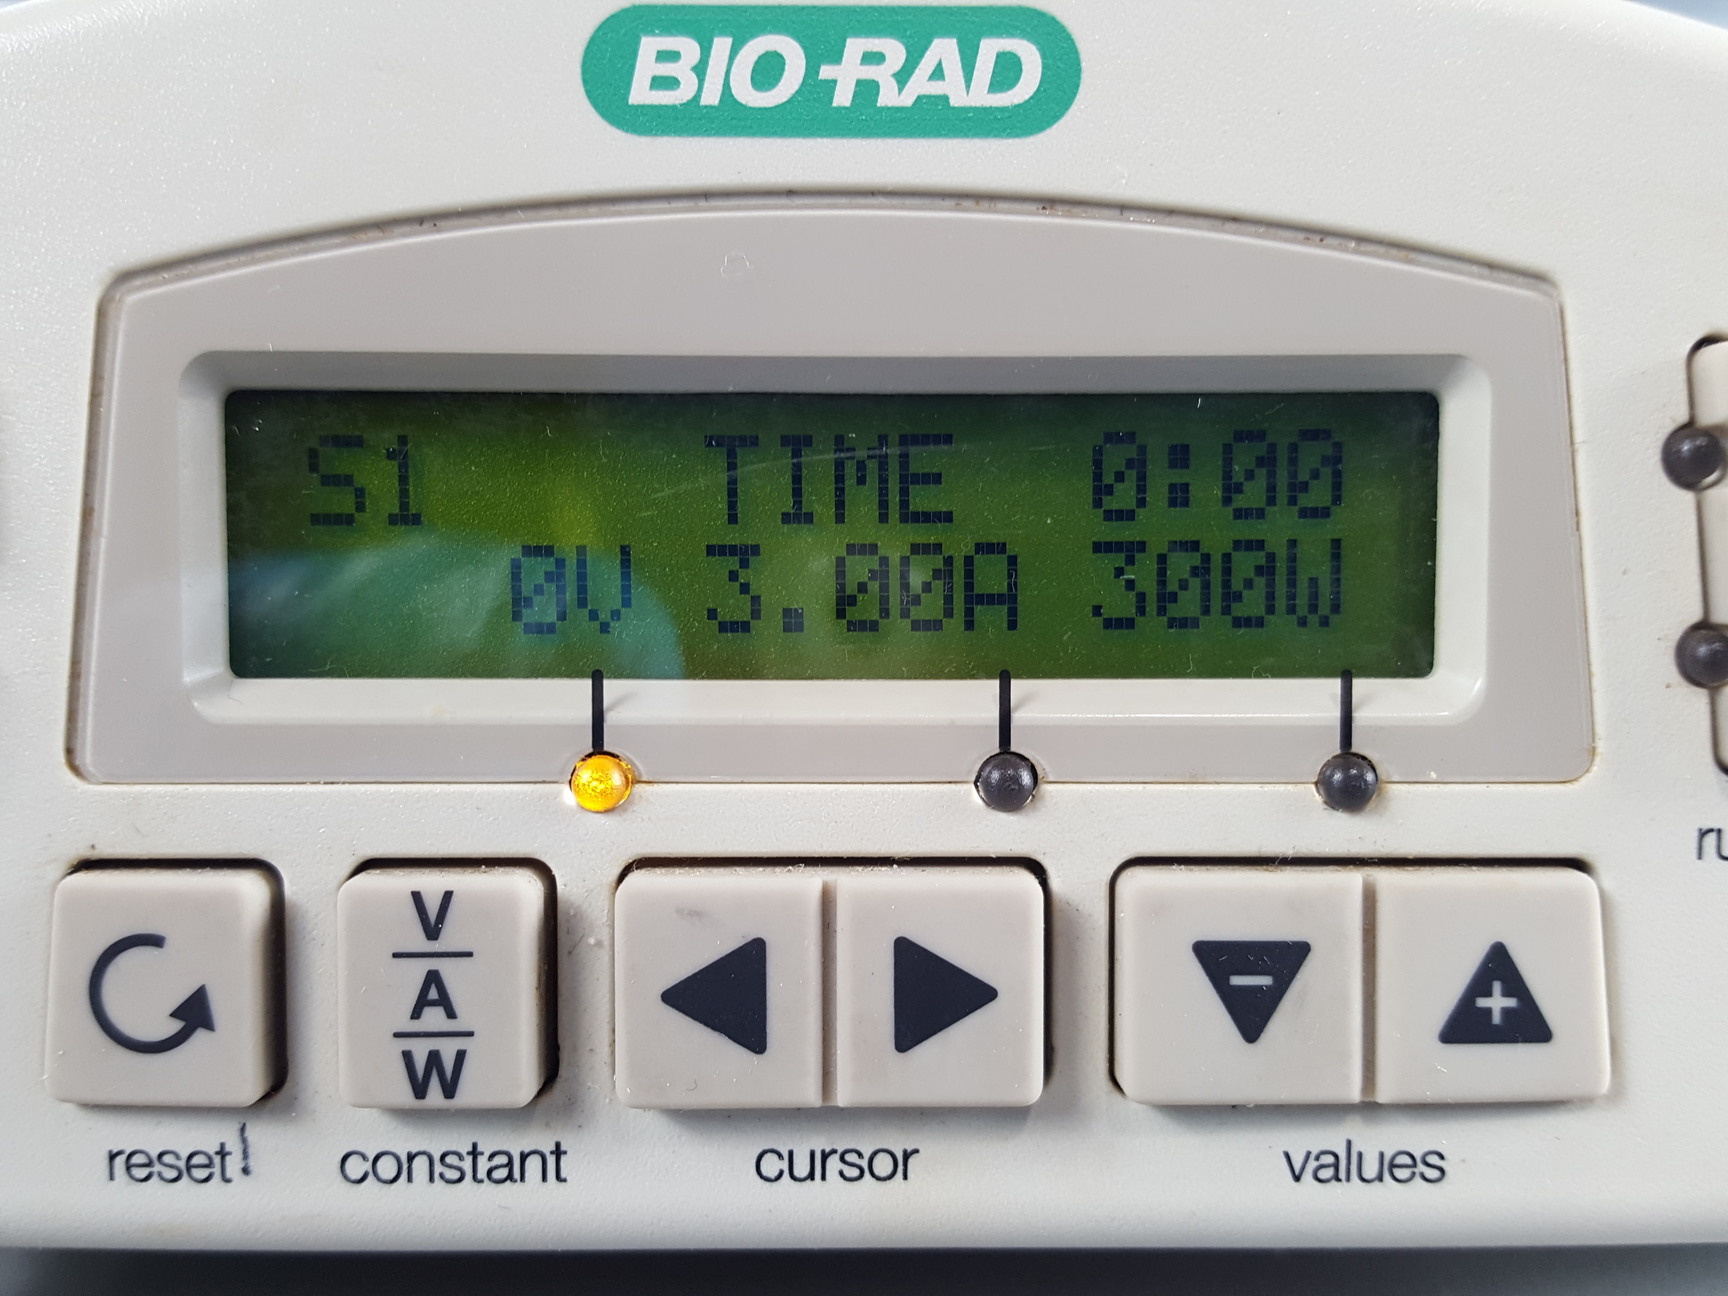 BIO-RAD
S1 TIME 0:00
0V 3.00A 300W
V
A
W
- +
reset constant cursor values